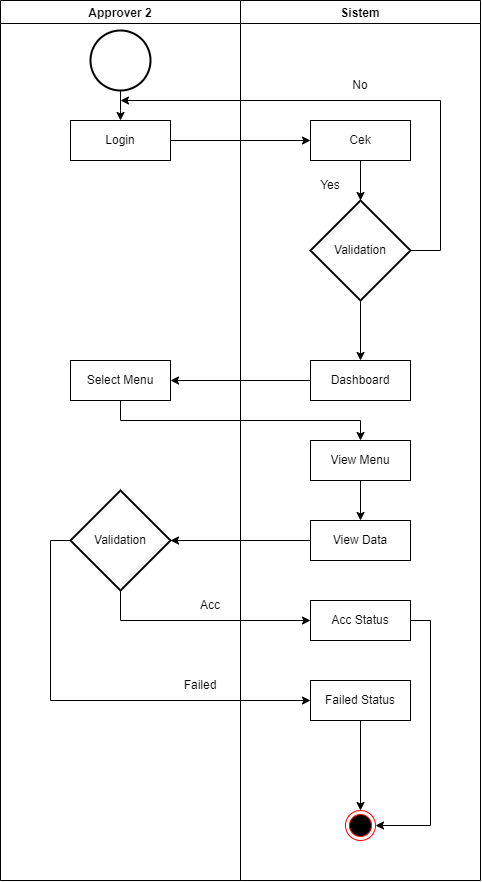 Approver 2
Sistem
No
Login
Cek
Yes
Validation
Select Menu
Dashboard
View Menu
Validation
View Data
Acc
Acc Status
Failed
Failed Status